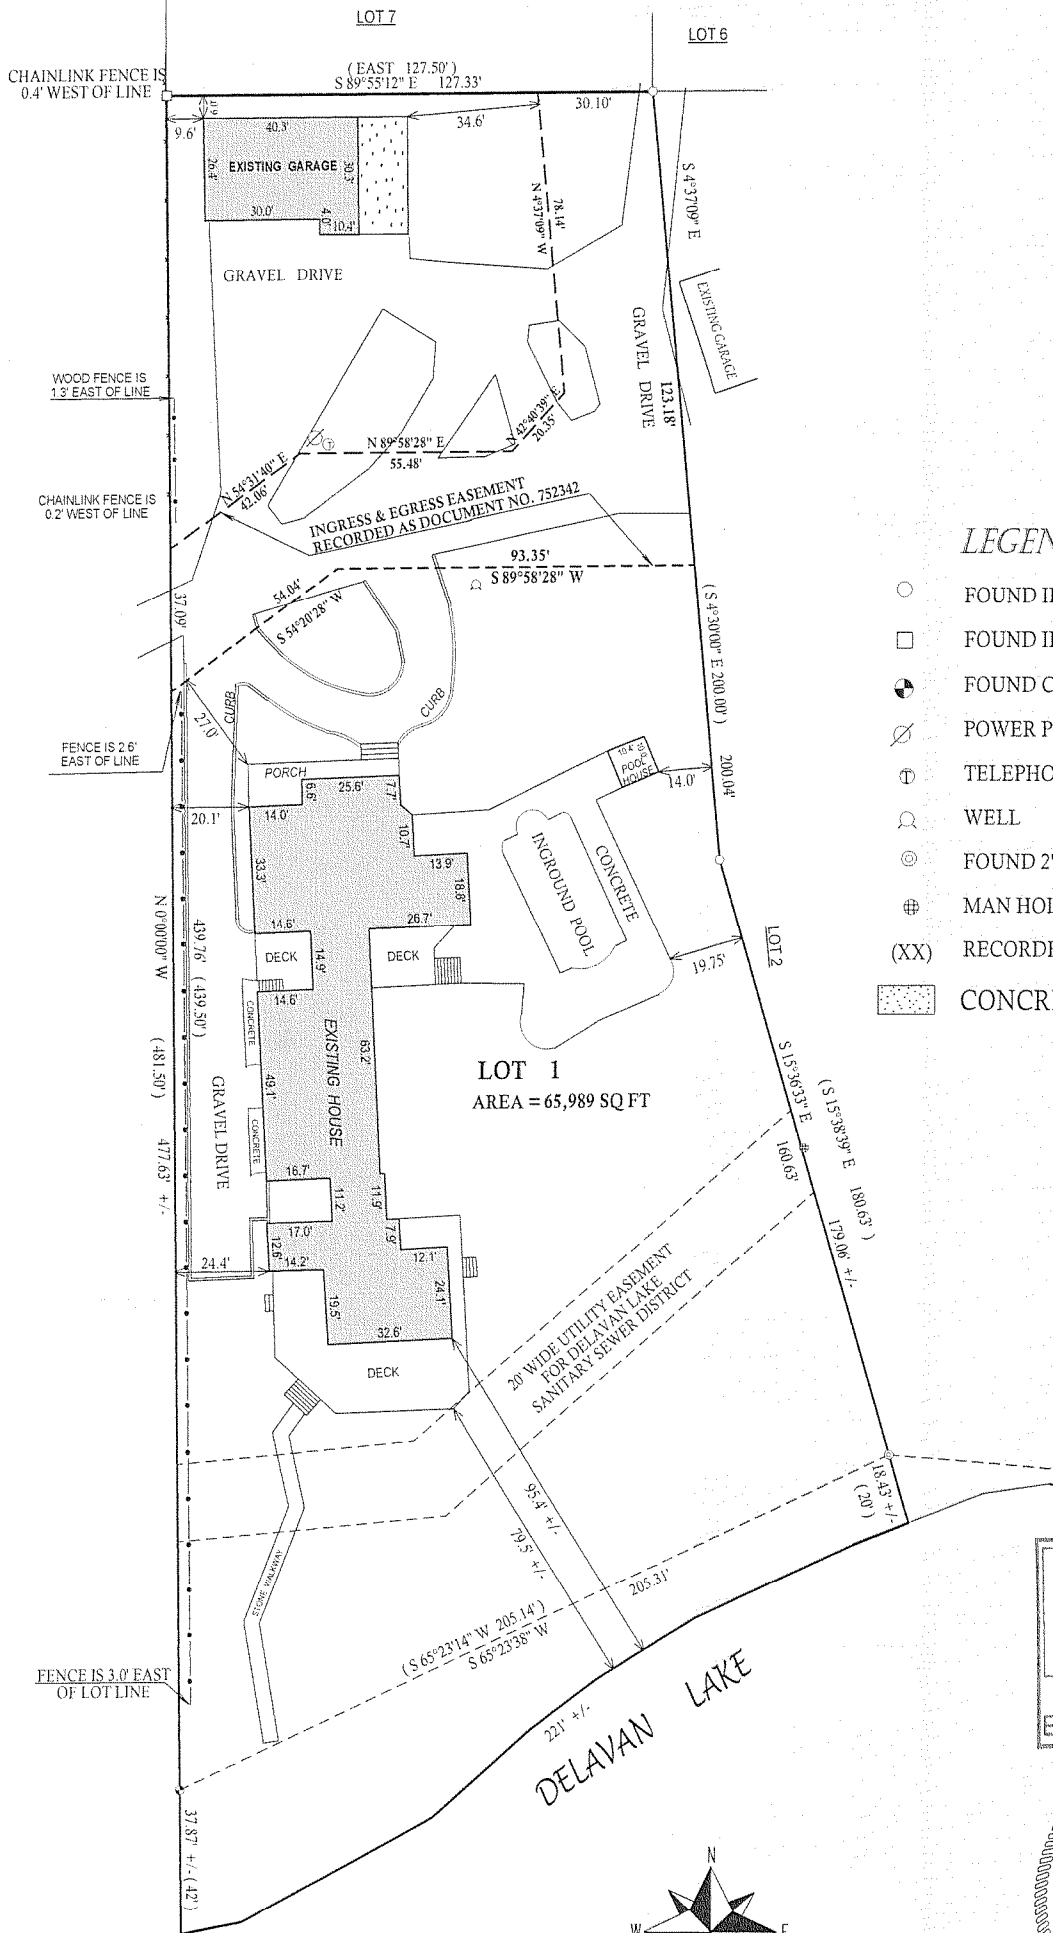 LOT 7
LOT 6
CHAINLINK FENCE IS
0.4' WEST OF LINE
( EAST 127.50' )
S 89°55'12" E 127.33'
30.10'
34.6'
9.6'
40.3'
26.4'
EXISTING GARAGE
30.3'
30.0'
4.0'
10.4'
78.14'
N 4°37'09" W
S 4°37'09" E
GRAVEL DRIVE
EXISTING GARAGE
GRAVEL DRIVE
123.18'
WOOD FENCE IS
1.3' EAST OF LINE
N 42°40'39" E
20.35'
N 89°58'28" E
55.48'
N 54°31'40" E
42.06'
CHAINLINK FENCE IS
0.2' WEST OF LINE
INGRESS & EGRESS EASEMENT
RECORDED AS DOCUMENT NO. 752342
93.35'
S 89°58'28" W
54.04'
S 54°20'28" W
37.09'
( S 4°30'00" E 200.00' )
200.04'
CURB
CURB
27.0'
FENCE IS 2.6'
EAST OF LINE
PORCH
6.6'
25.6'
7.7'
14.0'
20.1'
10.4'
POOL
HOUSE
14.0'
10.7'
13.9'
33.3'
18.6'
INGROUND POOL
CONCRETE
14.6'
26.7'
DECK
14.9'
DECK
14.6'
19.75'
LOT 2
N 0°00'00" W
439.76'
(439.50')
(481.50')
477.63' +/-
CONCRETE
EXISTING HOUSE
63.2'
49.1'
GRAVEL DRIVE
CONCRETE
LOT 1
AREA = 65,989 SQ FT
S 15°36'33" E
160.63'
( S 15°38'39" E 180.63' )
179.06' +/-
16.7'
11.2'
11.9'
17.0'
7.9'
12.6'
14.2'
12.1'
24.4'
24.1'
19.5'
32.6'
DECK
20' WIDE UTILITY EASEMENT
FOR DELAVAN LAKE
SANITARY SEWER DISTRICT
18.43' +/-
( 20' )
95.4' +/-
79.5' +/-
STONE WALKWAY
205.31'
( S 65°23'14" W 205.14' )
S 65°23'38" W
FENCE IS 3.0' EAST
OF LOT LINE
221' +/-
DELAVAN LAKE
37.87' +/- ( 42' )
N
W
E
LEGEN
FOUND
FOUND
FOUND
POWER
TELEPHO
WELL
FOUND 2"
MAN HOL
(XX) RECORDE
CONCR